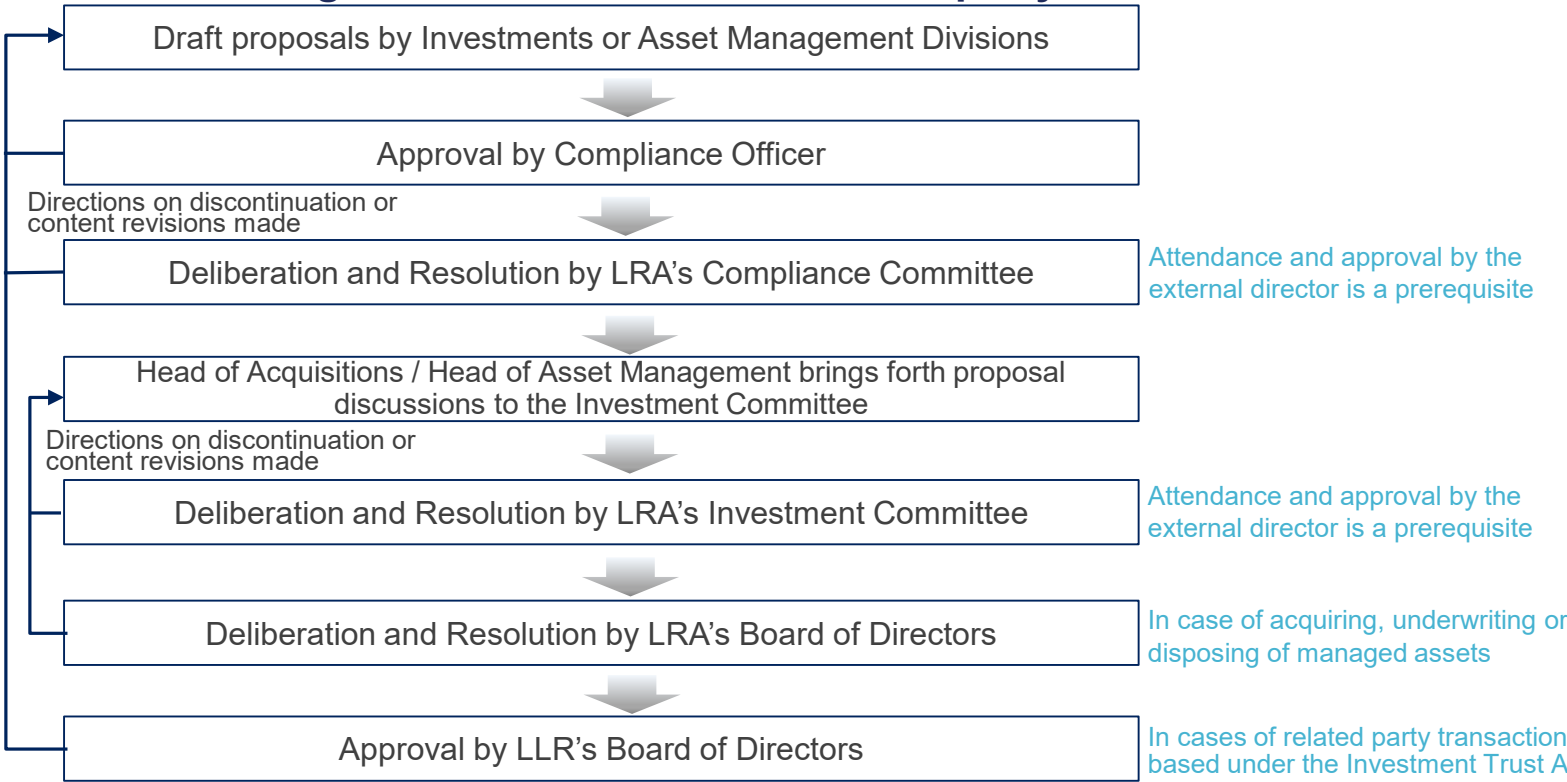 Draft proposals by Investments or Asset Management Divisions
Approval by Compliance Officer
Directions on discontinuation or
content revisions made
Deliberation and Resolution by LRA’s Compliance Committee
Attendance and approval by the
external director is a prerequisite
Head of Acquisitions / Head of Asset Management brings forth proposal
discussions to the Investment Committee
Directions on discontinuation or
content revisions made
Deliberation and Resolution by LRA’s Investment Committee
Attendance and approval by the
external director is a prerequisite
Deliberation and Resolution by LRA’s Board of Directors
In case of acquiring, underwriting or
disposing of managed assets
Approval by LLR’s Board of Directors
In cases of related party transaction
based under the Investment Trust A